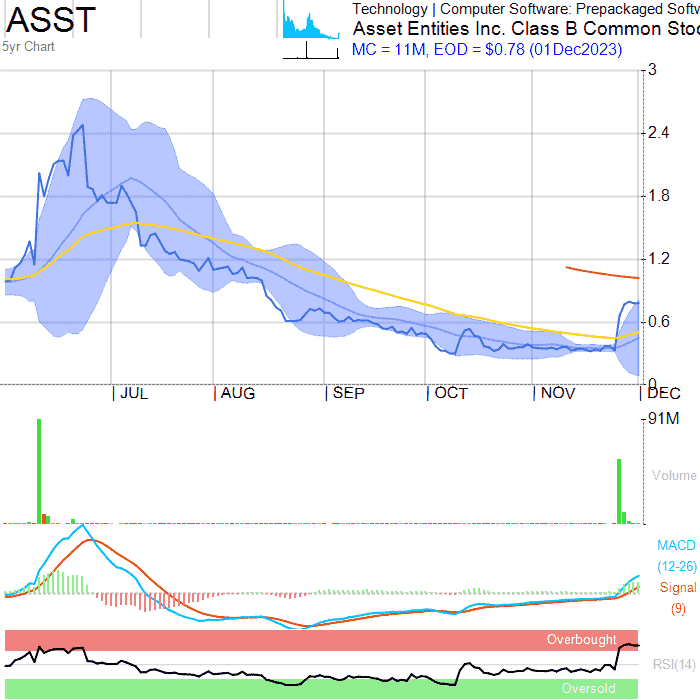 ASST
5yr Chart
Technology | Computer Software: Prepackaged Softw
Asset Entities Inc. Class B Common Stoc
MC = 11M, EOD = $0.78 (01Dec2023)
3
2.4
1.8
1.2
0.6
0
JUL AUG SEP OCT NOV DEC
91M
Volume
MACD
(12-26)
Signal
(9)
Overbought
RSI(14)
Oversold